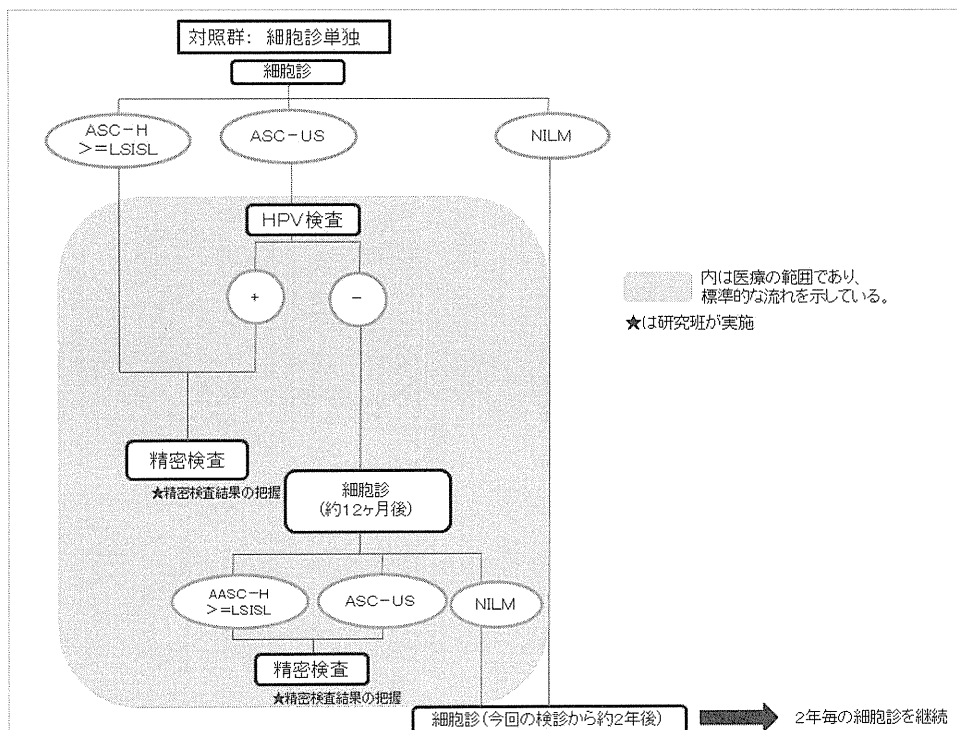 対照群: 細胞診単独
細胞診
ASC-H
>=LSISL
ASC-US
NILM
HPV検査
+
−
内は医療の範囲であり、
標準的な流れを示している。
★は研究班が実施
精密検査
★精密検査結果の把握
細胞診
(約12ヶ月後)
AASC-H
>=LSISL
ASC-US
NILM
精密検査
★精密検査結果の把握
細胞診(今回の検診から約2年後)
2年毎の細胞診を継続